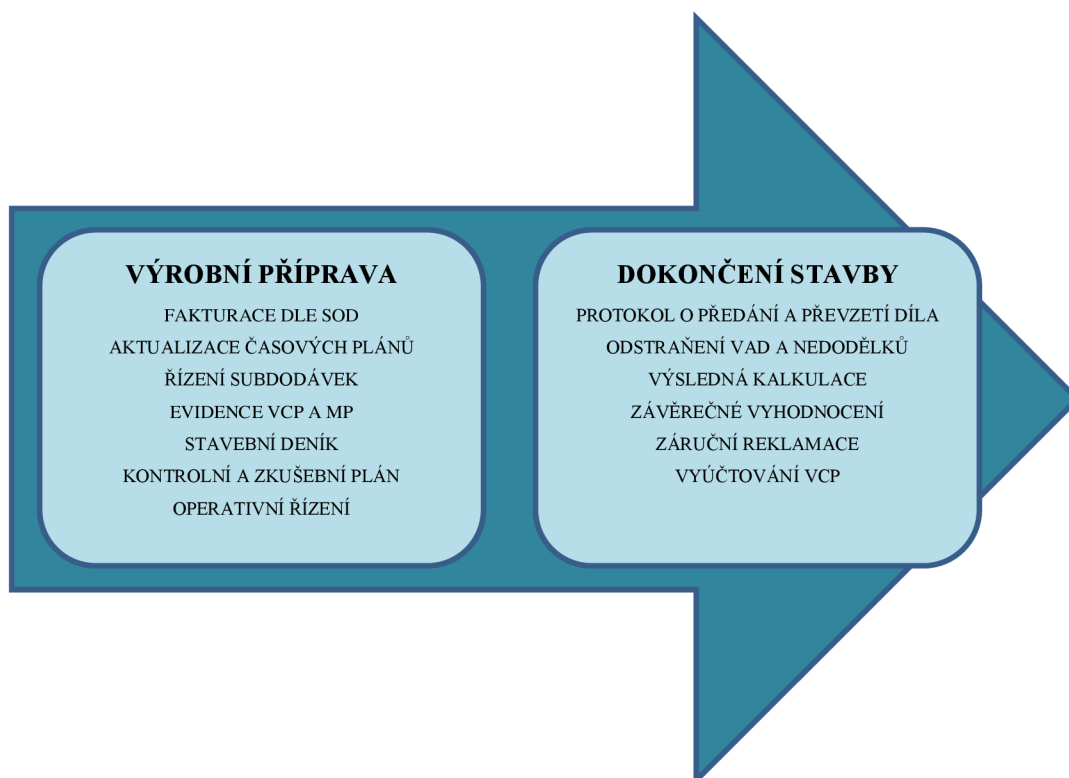 VÝROBNÍ PŘÍPRAVA
FAKTURACE DLE SOD
AKTUALIZACE ČASOVÝCH PLÁNŮ
ŘÍZENÍ SUBDODÁVEK
EVIDENCE VCP A MP
STAVEBNÍ DENÍK
KONTROLNÍ A ZKUŠEBNÍ PLÁN
OPERATIVNÍ ŘÍZENÍ
DOKONČENÍ STAVBY
PROTOKOL O PŘEDÁNÍ A PŘEVZETÍ DÍLA
ODSTRAŇENÍ VAD A NEDODĚLKŮ
VÝSLEDNÁ KALKULACE
ZÁVĚREČNÉ VYHODNOCENÍ
ZÁRUČNÍ REKLAMACE
VYÚČTOVÁNÍ VCP